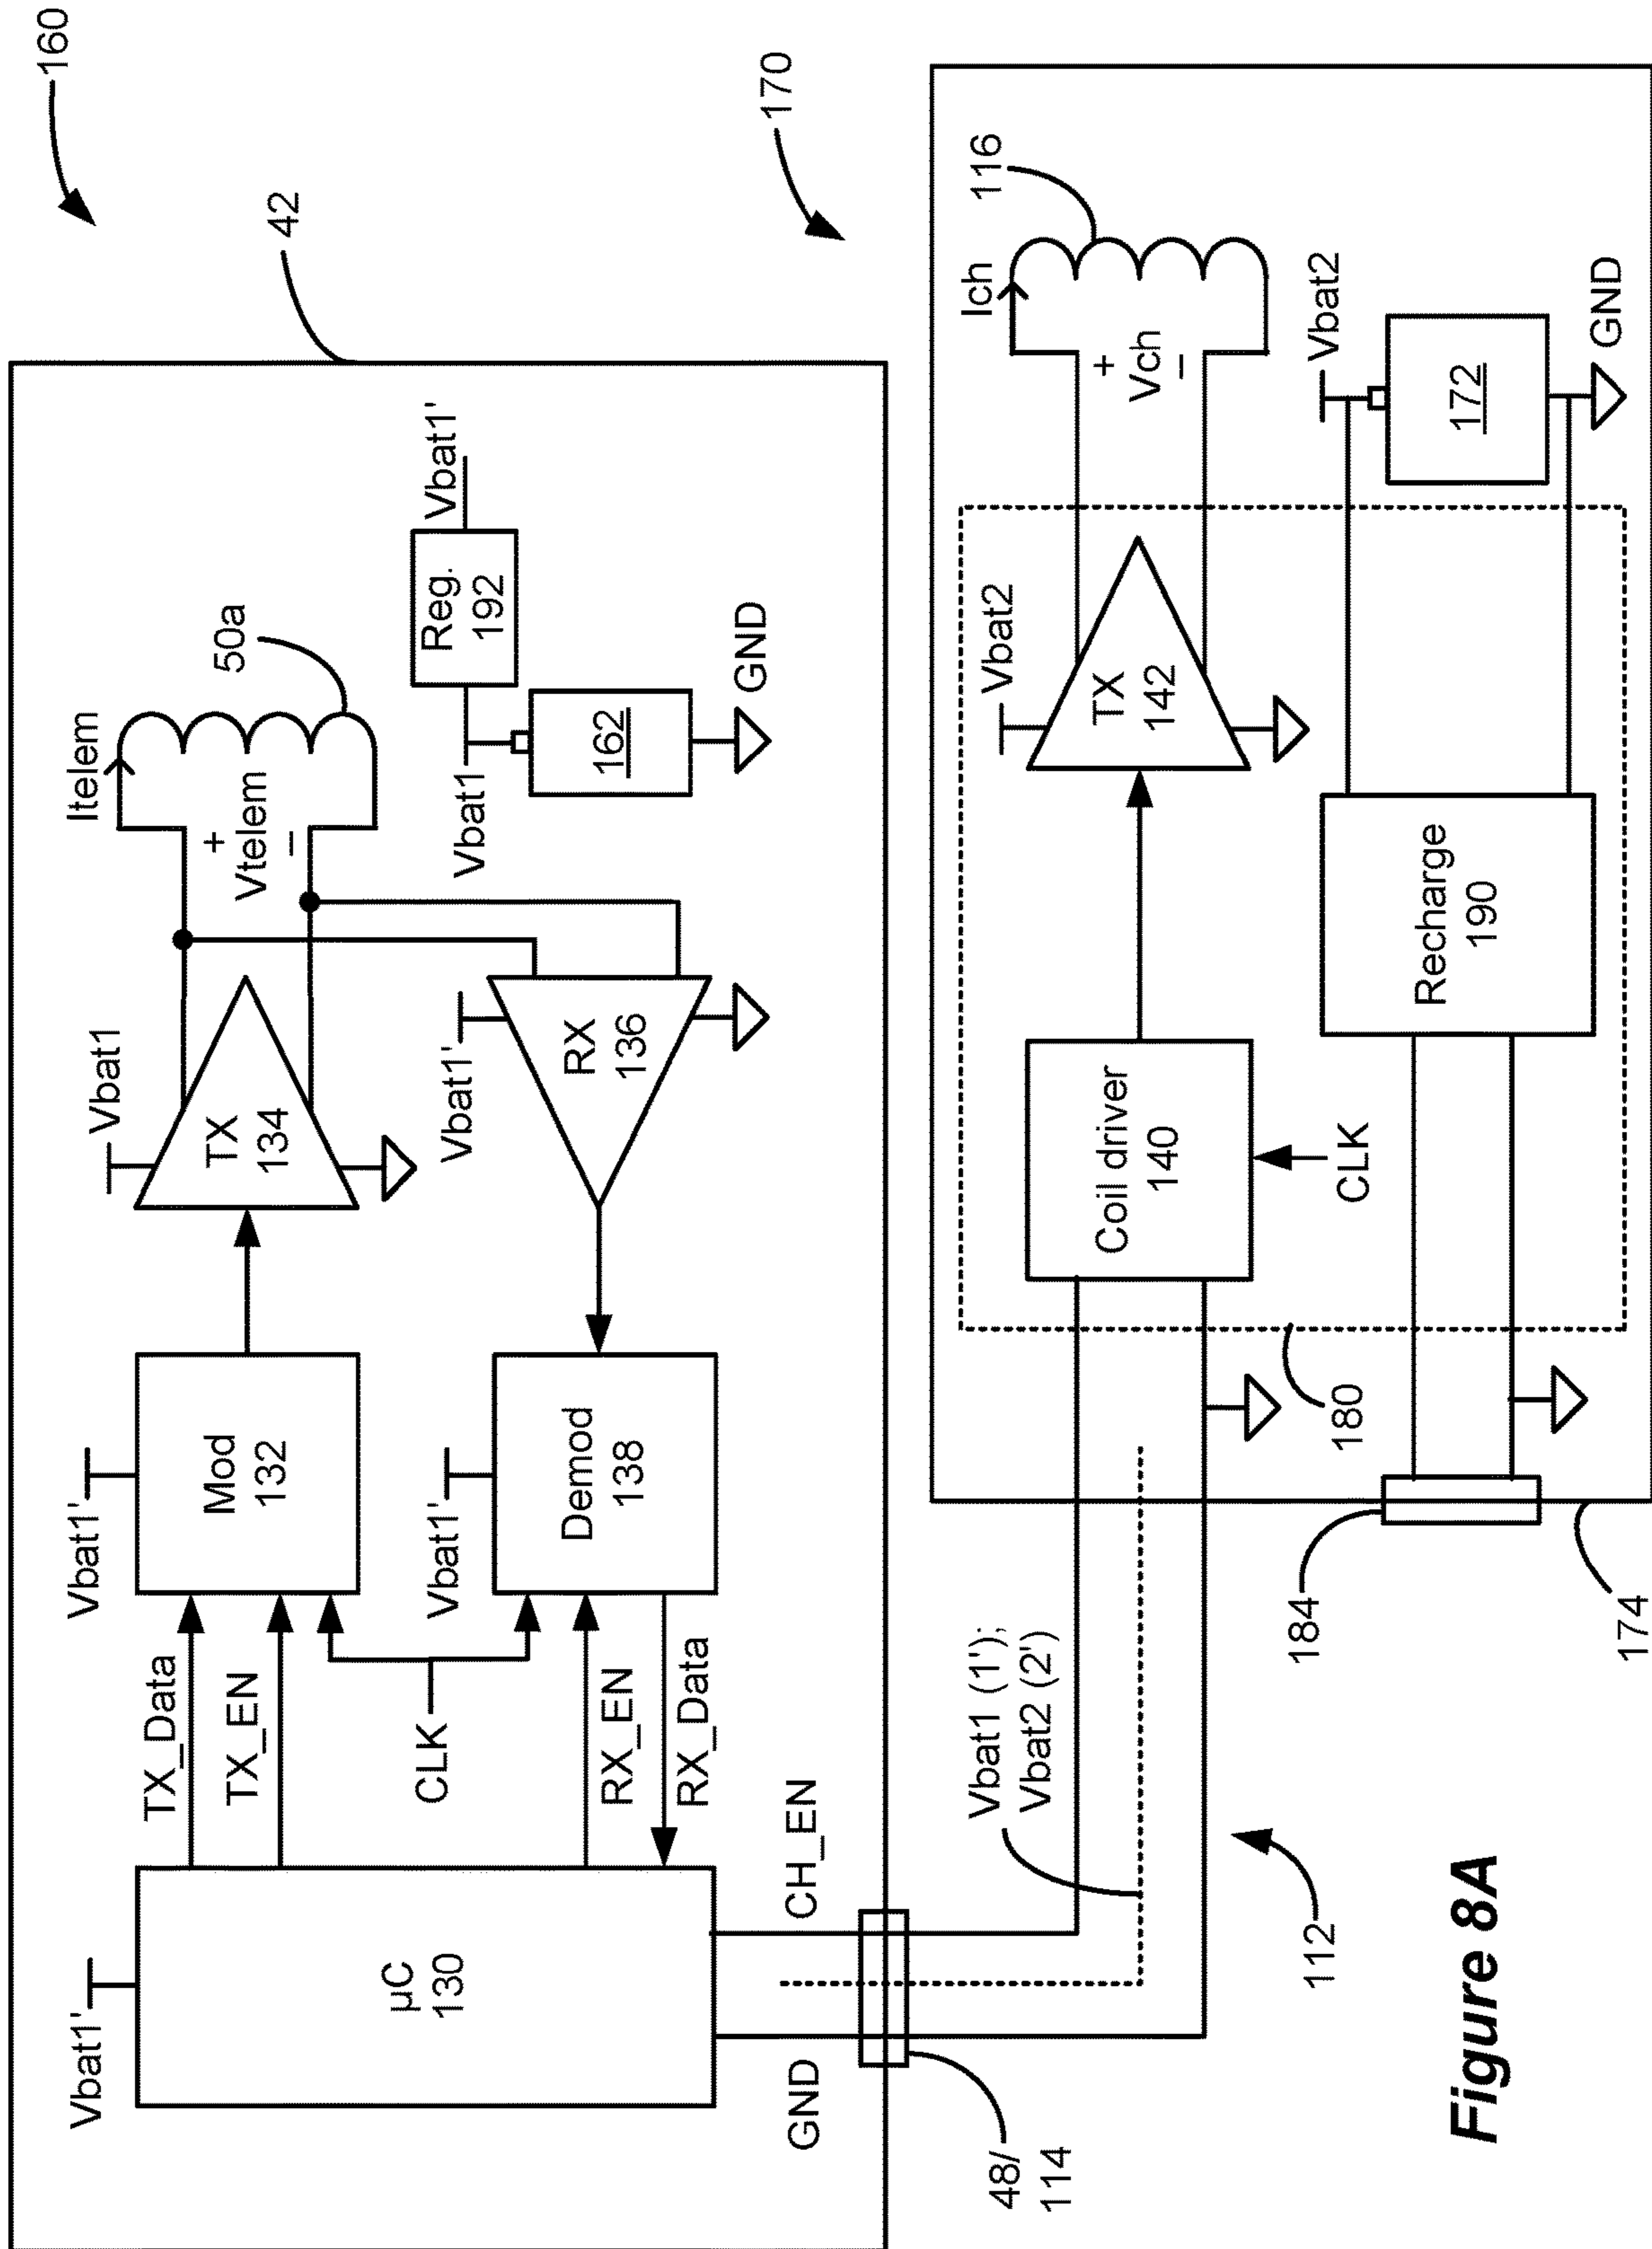 160
42
Vbat1'
µC
130
TX_Data
TX_EN
CLK
RX_EN
RX_Data
Vbat1'
Mod
132
Vbat1'
Demod
138
Vbat1
TX
134
Vbat1'
RX
136
Itelem
+
Vtelem
–
50a
Vbat1
Reg.
192
Vbat1'
162
GND
GND
CH_EN
48/
114
170
Vbat1 (1');
Vbat2 (2')
112
184
174
180
Coil driver
140
CLK
Vbat2
TX
142
Ich
+
Vch
–
116
Recharge
190
Vbat2
172
GND
Figure 8A